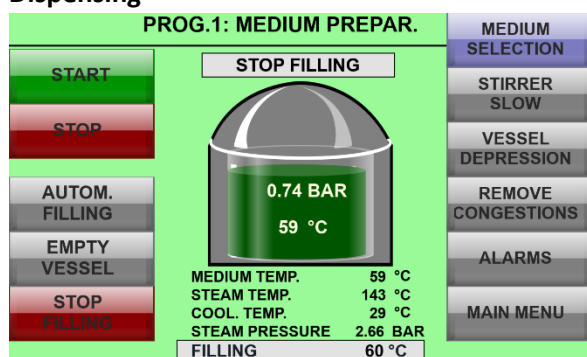 Dispensing
PROG.1: MEDIUM PREPAR.
START
STOP
AUTOM.
FILLING
EMPTY
VESSEL
STOP
FILLING
STOP FILLING
0.74 BAR
59 °C
MEDIUM TEMP. 59 °C
STEAM TEMP. 143 °C
COOL. TEMP. 29 °C
STEAM PRESSURE 2.66 BAR
FILLING 60 °C
MEDIUM
SELECTION
STIRRER
SLOW
VESSEL
DEPRESSION
REMOVE
CONGESTIONS
ALARMS
MAIN MENU